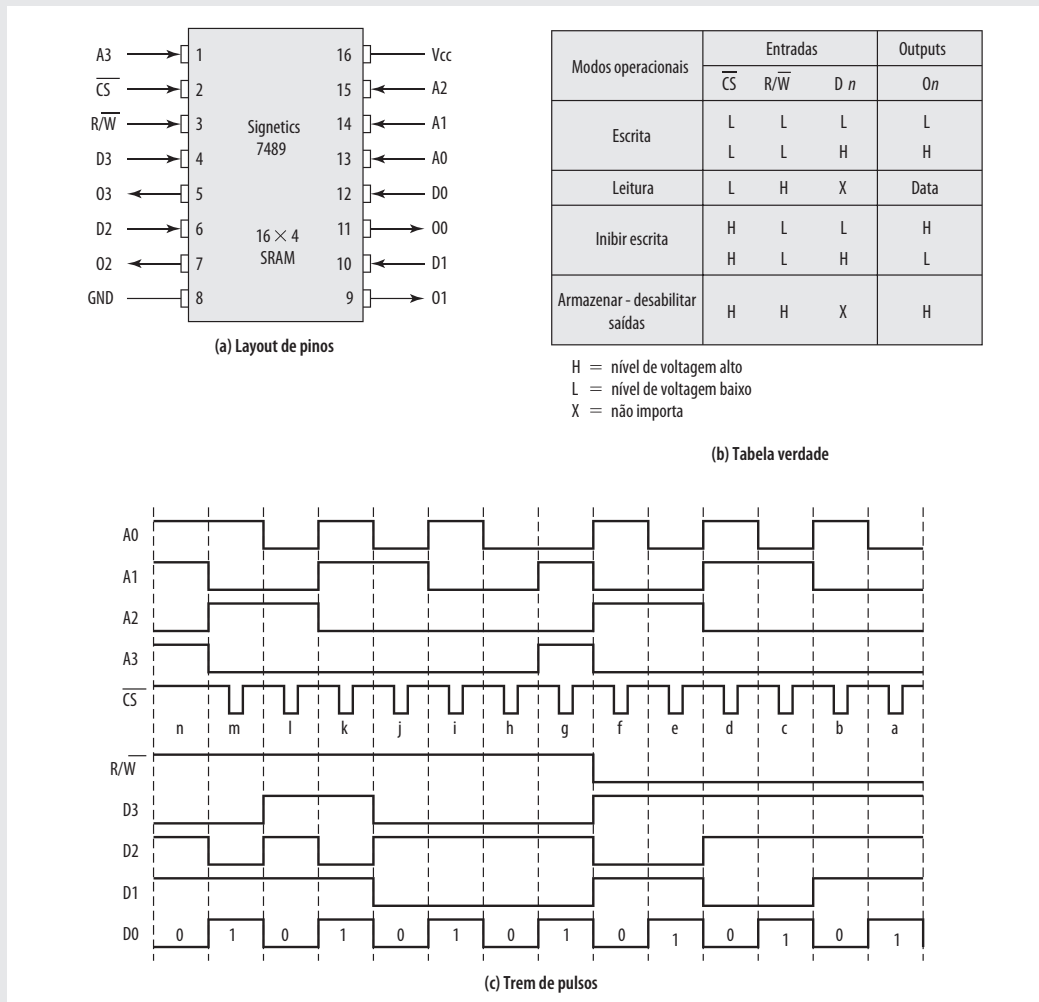 A3 1 16 Vcc
CS 2 15 A2
R/W 3 Signetics 14 A1
D3 4 7489 13 A0
O3 5 12 D0
D2 6 16 × 4 11 O0
O2 7 SRAM 10 D1
GND 8 9 O1
(a) Layout de pinos
Modos operacionais Entradas Outputs
CS R/W D n On
Escrita L L L L
L L H H
Leitura L H X Data
Inibir escrita H L L H
H L H L
Armazenar - desabilitar saídas H H X H
H = nível de voltagem alto
L = nível de voltagem baixo
X = não importa
(b) Tabela verdade
A0
A1
A2
A3
CS
n m l k j i h g f e d c b a
R/W
D3
D2
D1
D0 0 1 0 1 0 1 0 1 0 1 0 1 0 1
(c) Trem de pulsos